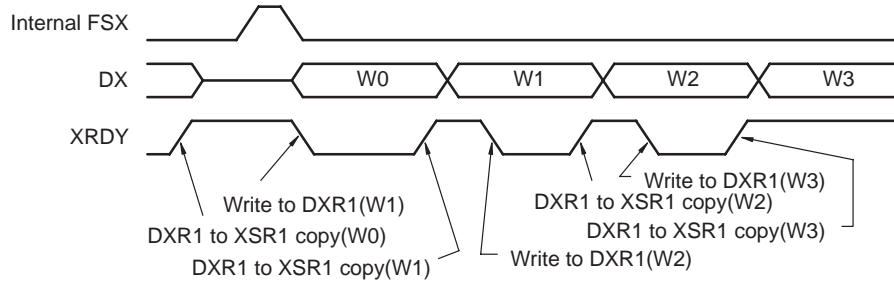 Internal FSX
DX W0 W1 W2 W3
XRDY
Write to DXR1(W3)
Write to DXR1(W1) DXR1 to XSR1 copy(W2)
DXR1 to XSR1 copy(W0) DXR1 to XSR1 copy(W3)
DXR1 to XSR1 copy(W1) Write to DXR1(W2)